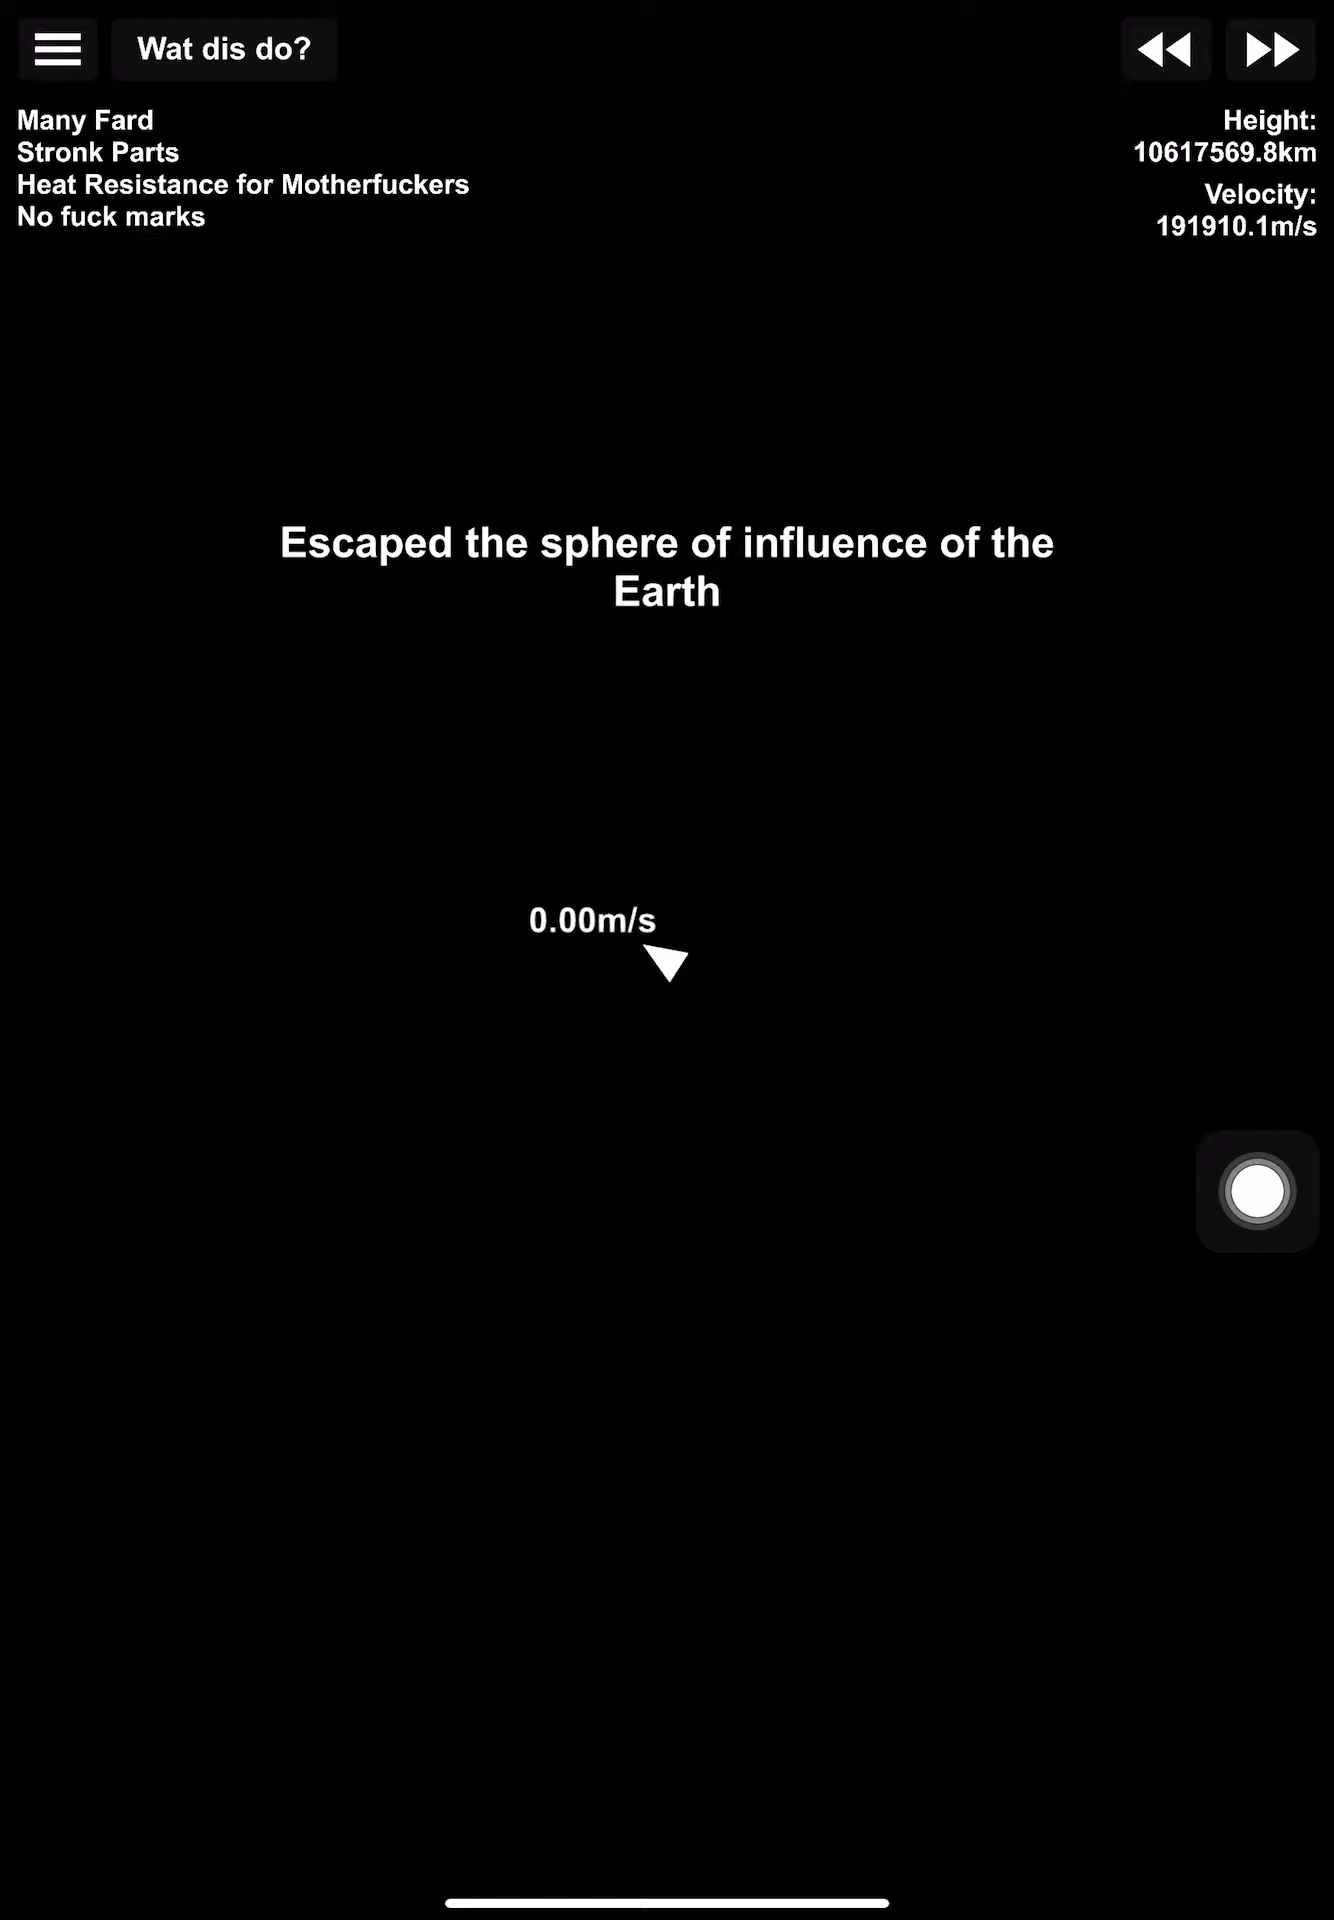 Wat dis do?
Many Fard
Stronk Parts
Heat Resistance for Motherfuckers
No fuck marks
Height:
10617569.8km
Velocity:
191910.1m/s
Escaped the sphere of influence of the
Earth
0.00m/s